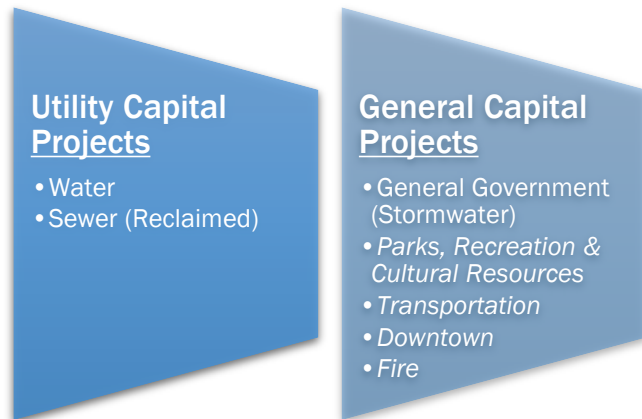 Utility Capital
Projects
• Water
• Sewer (Reclaimed)
General Capital
Projects
• General Government
(Stormwater)
• Parks, Recreation &
Cultural Resources
• Transportation
• Downtown
• Fire